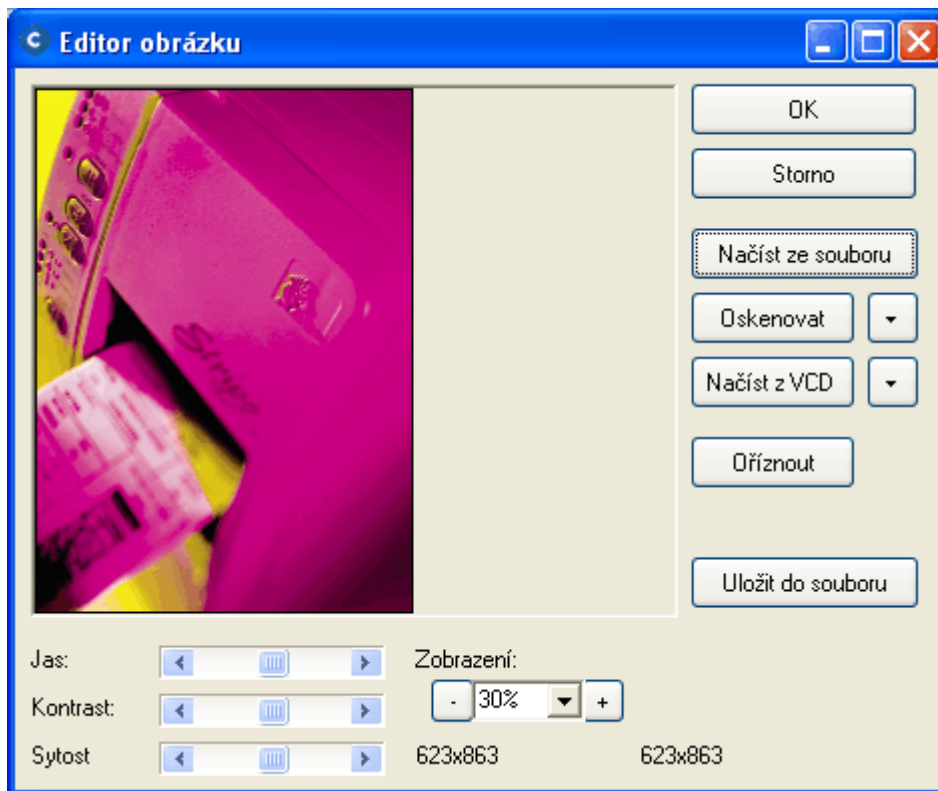 Editor obrázku
OK
Storno
Načíst ze souboru
Oskenovat
Načíst z VCD
Oříznout
Uložit do souboru
Stripe
Jas:
Kontrast:
Sytost
Zobrazení:
- 30% +
623x863 623x863